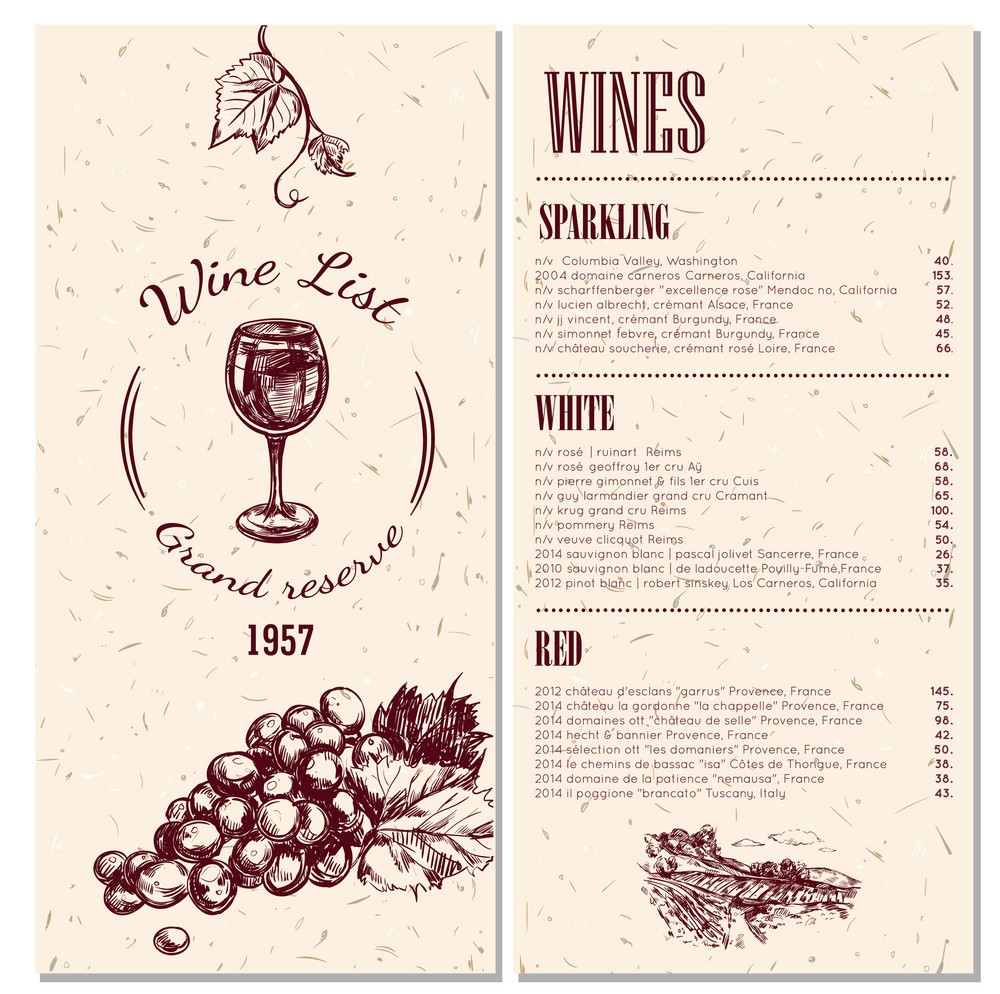 Wine List
Grand reserve
1957
WINES
SPARKLING
n/v Columbia Valley, Washington 40.
2004 domaine carneros Carneros, California 153.
n/v scharffenberger "excellence rose" Mendoc no, California 57.
n/v lucien albrecht, crémant Alsace, France 52.
n/v jj vincent, crémant Burgundy, France 48.
n/v simonnet febvre, crémant Burgundy, France 45.
n/v château soucherie, crémant rosé Loire, France 66.
WHITE
n/v rosé | ruinart Reims 58.
n/v rosé geoffroy 1er cru Aÿ 68.
n/v pierre gimonnet & fils 1er cru Cuis 58.
n/v guy larmandier grand cru Cramant 65.
n/v krug grand cru Reims 100.
n/v pommery Reims 54.
n/v veuve clicquot Reims 50.
2014 sauvignon blanc | pascal jolivet Sancerre, France 26.
2010 sauvignon blanc | de ladoucette Pouilly-Fumé,France 37.
2012 pinot blanc | robert sinskey Los Carneros, California 35.
RED
2012 château d'esclans "garrus" Provence, France 145.
2014 château la gordonne "la chappelle" Provence, France 75.
2014 domaines ott "château de selle" Provence, France 98.
2014 hecht & bannier Provence, France 42.
2014 sélection ott "les domaniers" Provence, France 50.
2014 le chemins de bassac "isa" Côtes de Thongue, France 38.
2014 domaine de la patience "nemausa", France 38.
2014 il poggione "brancato" Tuscany, Italy 43.